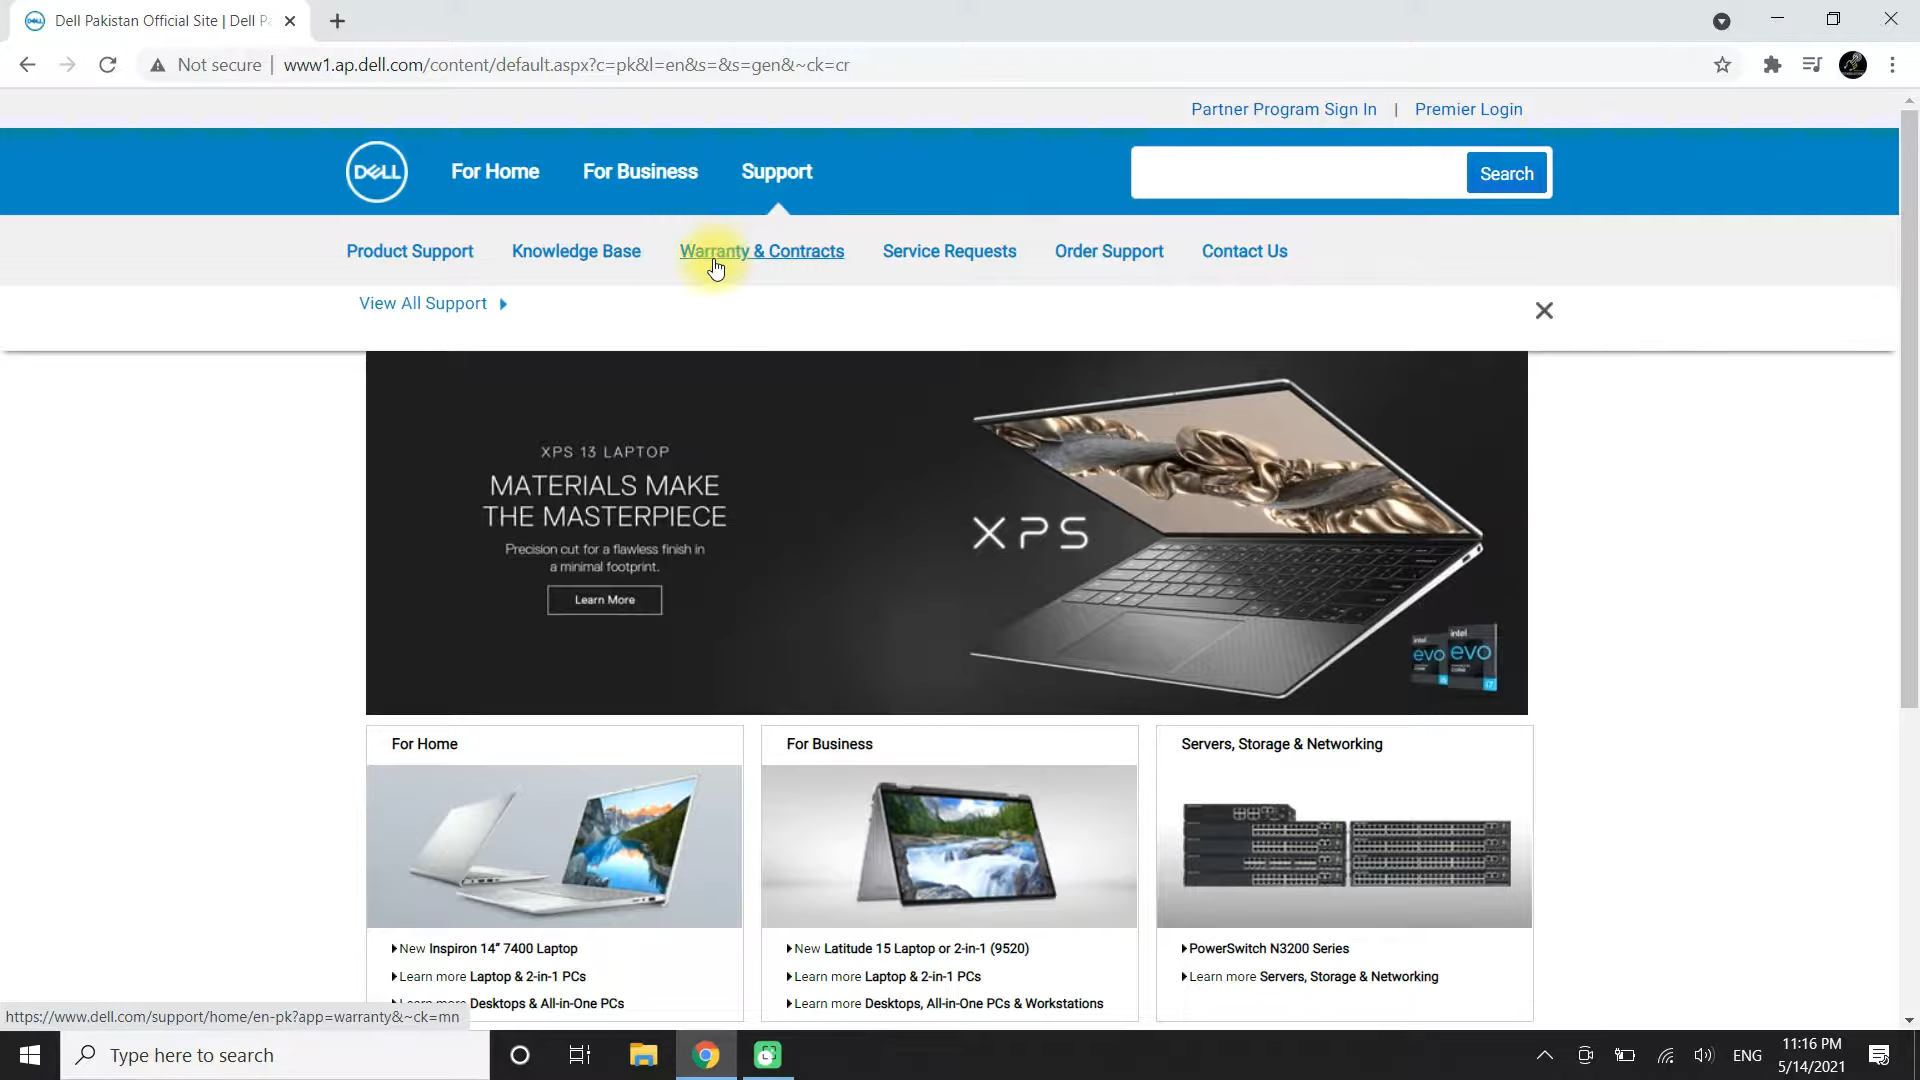 Dell Pakistan Official Site | Dell Pa
Not secure | www1.ap.dell.com/content/default.aspx?c=pk&l=en&s=&s=gen&~ck=cr
Partner Program Sign In | Premier Login
DELL
For Home
For Business
Support
Search
Product Support
Knowledge Base
Warranty & Contracts
Service Requests
Order Support
Contact Us
View All Support
XPS 13 LAPTOP
MATERIALS MAKE
THE MASTERPIECE
Precision cut for a flawless finish in
a minimal footprint.
Learn More
XPS
intel evo i5
intel evo CORE i7
For Home
New Inspiron 14” 7400 Laptop
Learn more Laptop & 2-in-1 PCs
Learn more Desktops & All-in-One PCs
For Business
New Latitude 15 Laptop or 2-in-1 (9520)
Learn more Laptop & 2-in-1 PCs
Learn more Desktops, All-in-One PCs & Workstations
Servers, Storage & Networking
PowerSwitch N3200 Series
Learn more Servers, Storage & Networking
https://www.dell.com/support/home/en-pk?app=warranty&~ck=mn
Type here to search
ENG
11:16 PM
5/14/2021